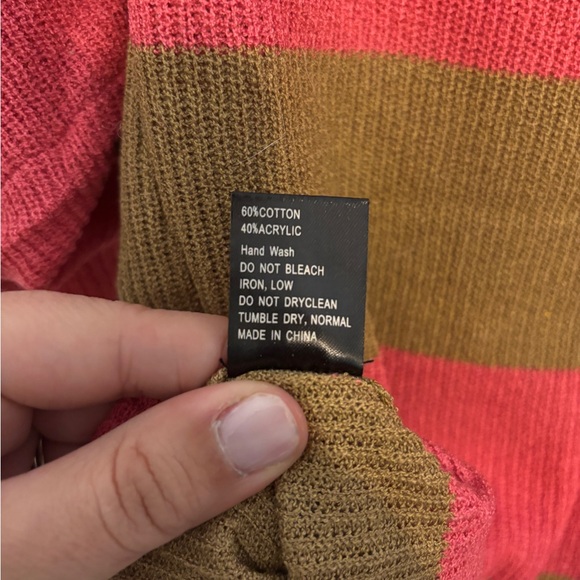 60%COTTON
40%ACRYLIC
Hand Wash
DO NOT BLEACH
IRON, LOW
DO NOT DRYCLEAN
TUMBLE DRY, NORMAL
MADE IN CHINA